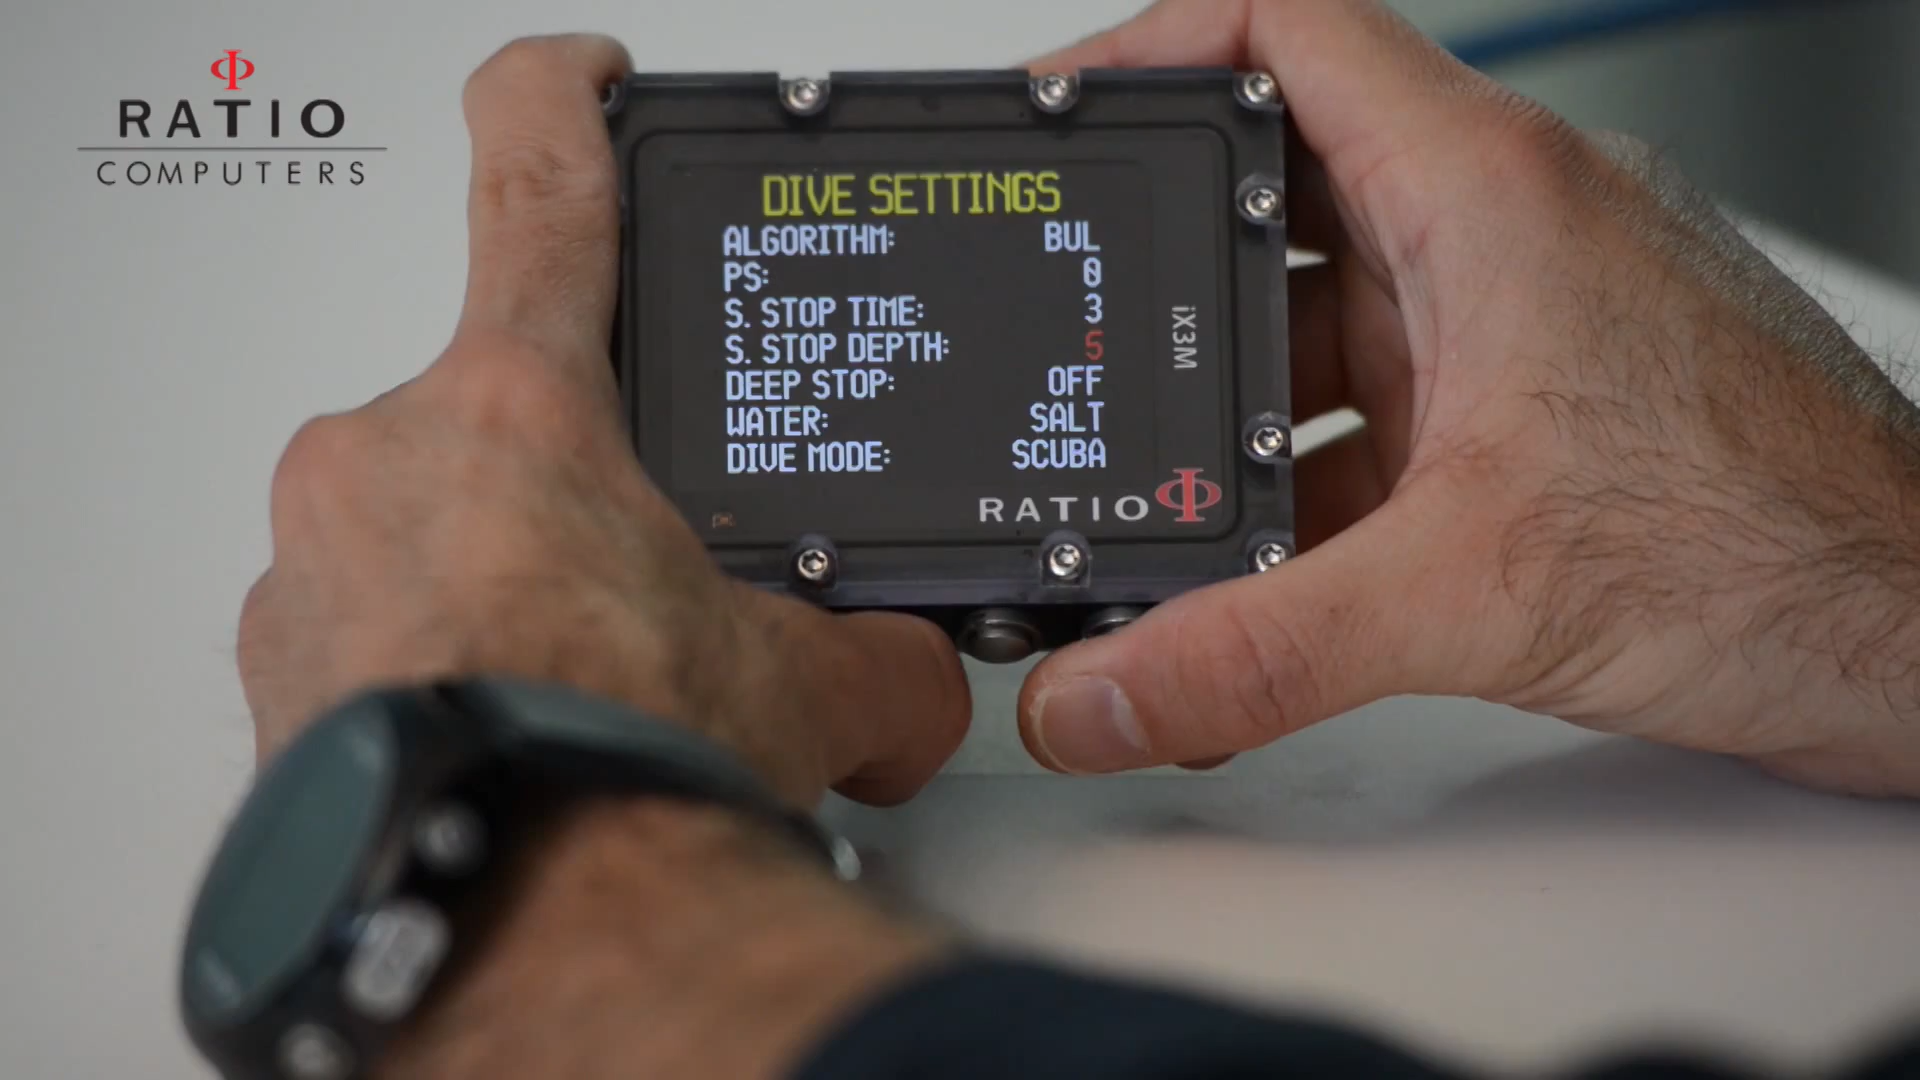 RATIO
COMPUTERS
DIVE SETTINGS
ALGORITHM: BUL
PS: 0
S. STOP TIME: 3
S. STOP DEPTH: 5
DEEP STOP: OFF
WATER: SALT
DIVE MODE: SCUBA
iX3M
RATIO